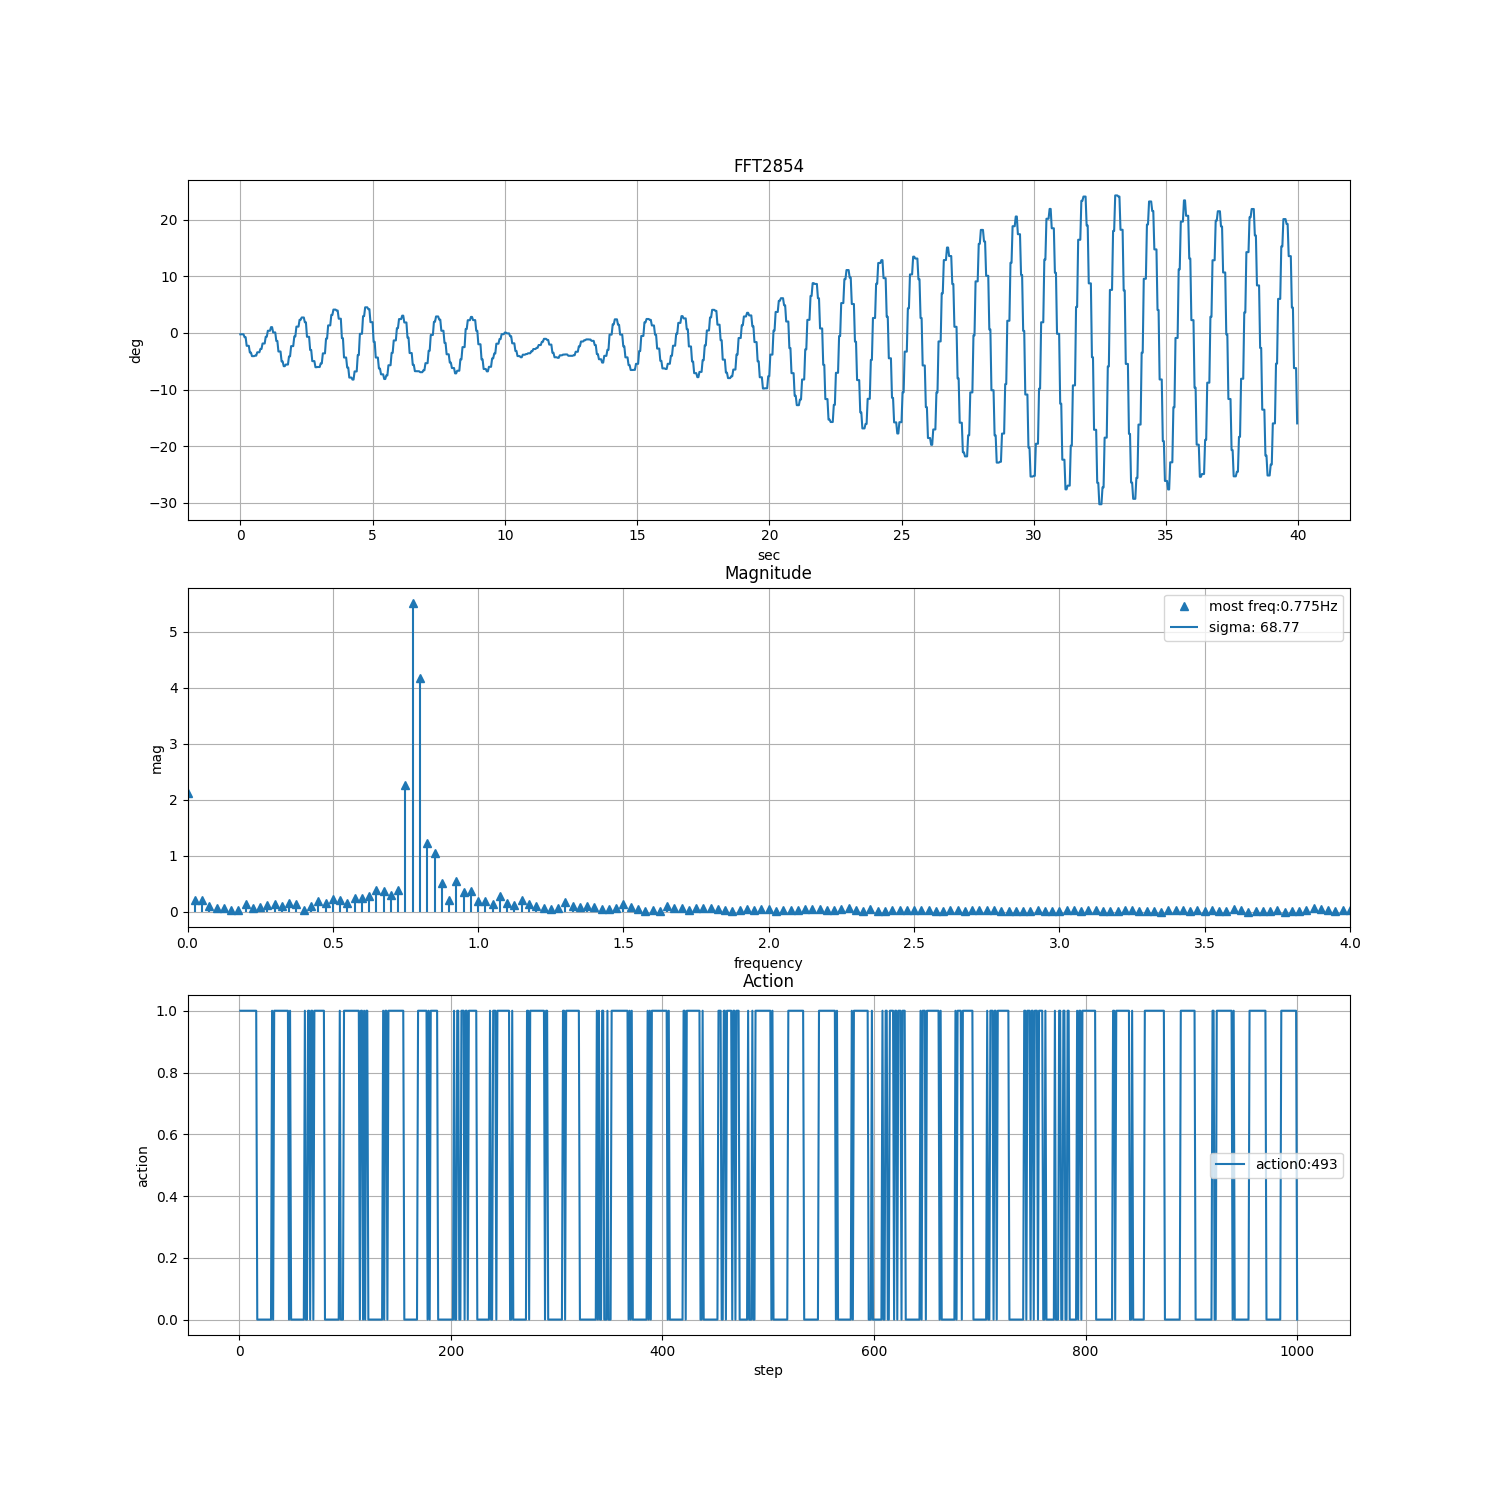 FFT2854
20
10
0
−10
−20
−30
deg
0 5 10 15 20 25 30 35 40
sec
Magnitude
most freq:0.775Hz
sigma: 68.77
5
4
3
2
1
0
mag
0.0 0.5 1.0 1.5 2.0 2.5 3.0 3.5 4.0
frequency
Action
1.0
0.8
0.6
0.4
0.2
0.0
action
action0:493
0 200 400 600 800 1000
step